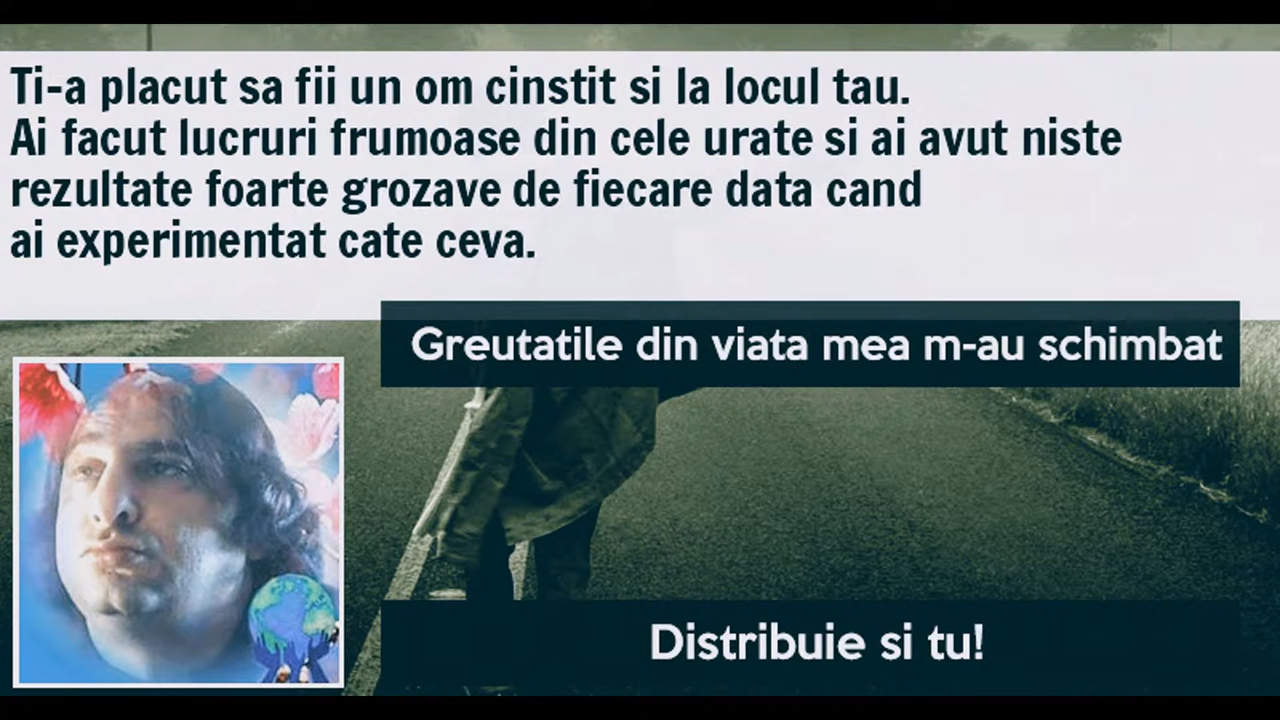 Ti-a placut sa fii un om cinstit si la locul tau.
Ai facut lucruri frumoase din cele urate si ai avut niste
rezultate foarte grozave de fiecare data cand
ai experimentat cate ceva.
Greutatile din viata mea m-au schimbat
Distribuie si tu!